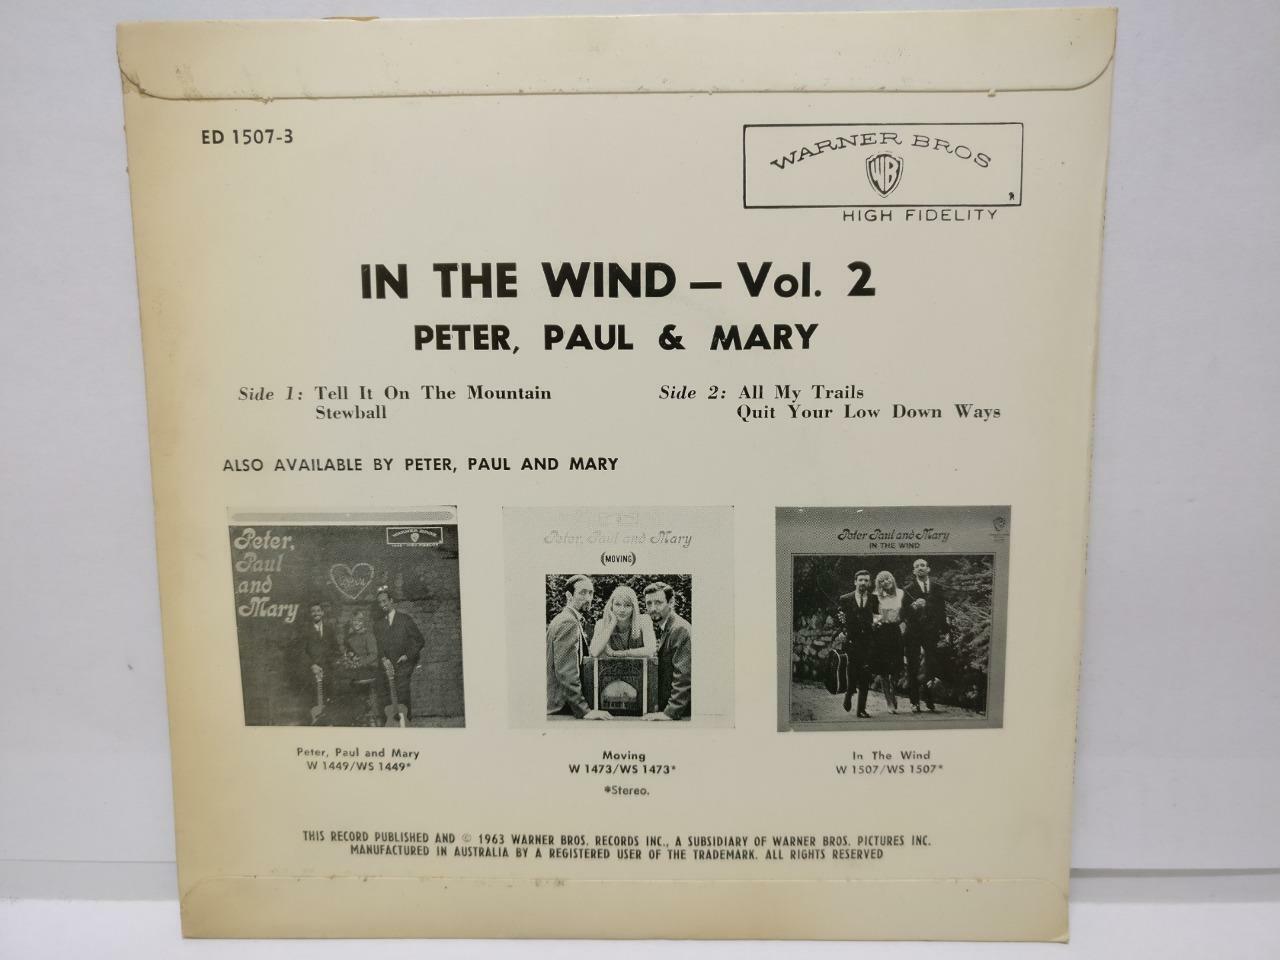 ED 1507-3
WARNER BROS
WB
HIGH FIDELITY
IN THE WIND — Vol. 2
PETER, PAUL & MARY
Side 1: Tell It On The Mountain
Stewball
Side 2: All My Trails
Quit Your Low Down Ways
ALSO AVAILABLE BY PETER, PAUL AND MARY
Peter,
Paul
and
Mary
WARNER BROS
Peter, Paul and Mary
(MOVING)
Peter Paul and Mary
IN THE WIND
Peter, Paul and Mary
W 1449/WS 1449*
Moving
W 1473/WS 1473*
*Stereo.
In The Wind
W 1507/WS 1507*
THIS RECORD PUBLISHED AND © 1963 WARNER BROS. RECORDS INC., A SUBSIDIARY OF WARNER BROS. PICTURES INC.
MANUFACTURED IN AUSTRALIA BY A REGISTERED USER OF THE TRADEMARK. ALL RIGHTS RESERVED